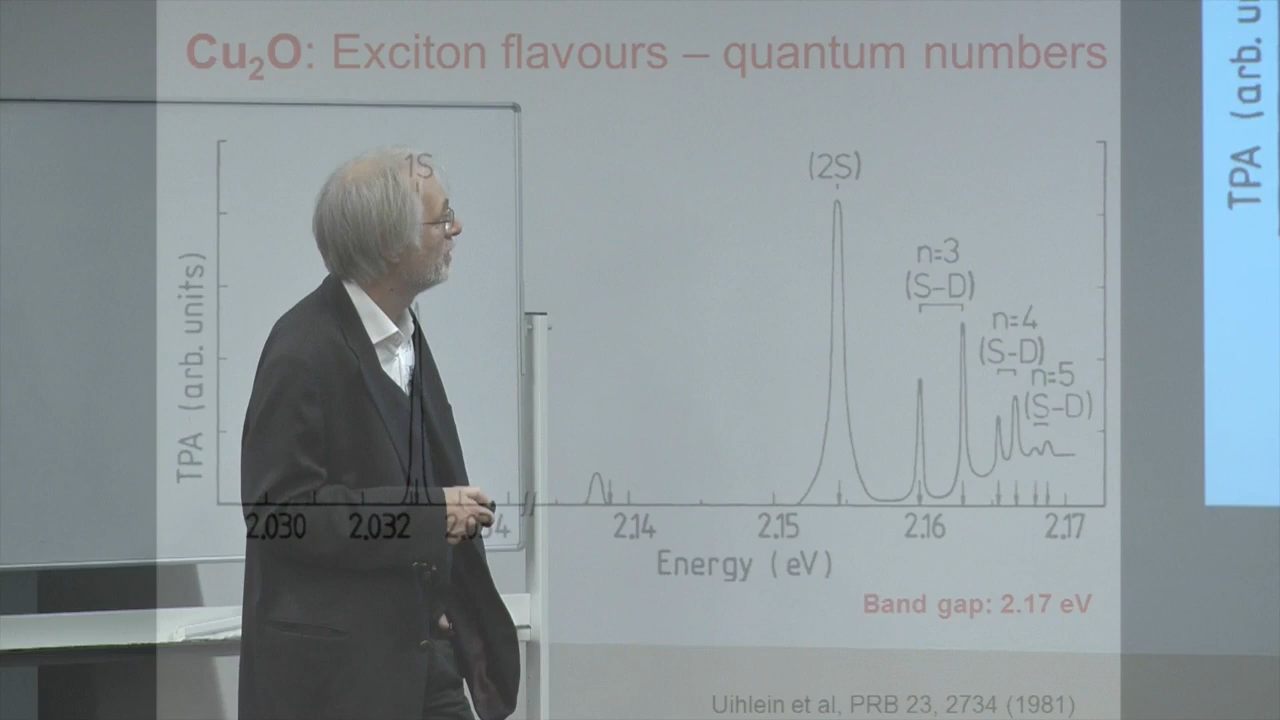 Cu₂O: Exciton flavours – quantum numbers
1S
(2S)
n=3
(S–D)
n=4
(S–D)
n=5
(S–D)
TPA (arb. units)
2.030 2.032 2.034 2.14 2.15 2.16 2.17
Energy (eV)
Band gap: 2.17 eV
Uihlein et al, PRB 23, 2734 (1981)
TPA (arb. u